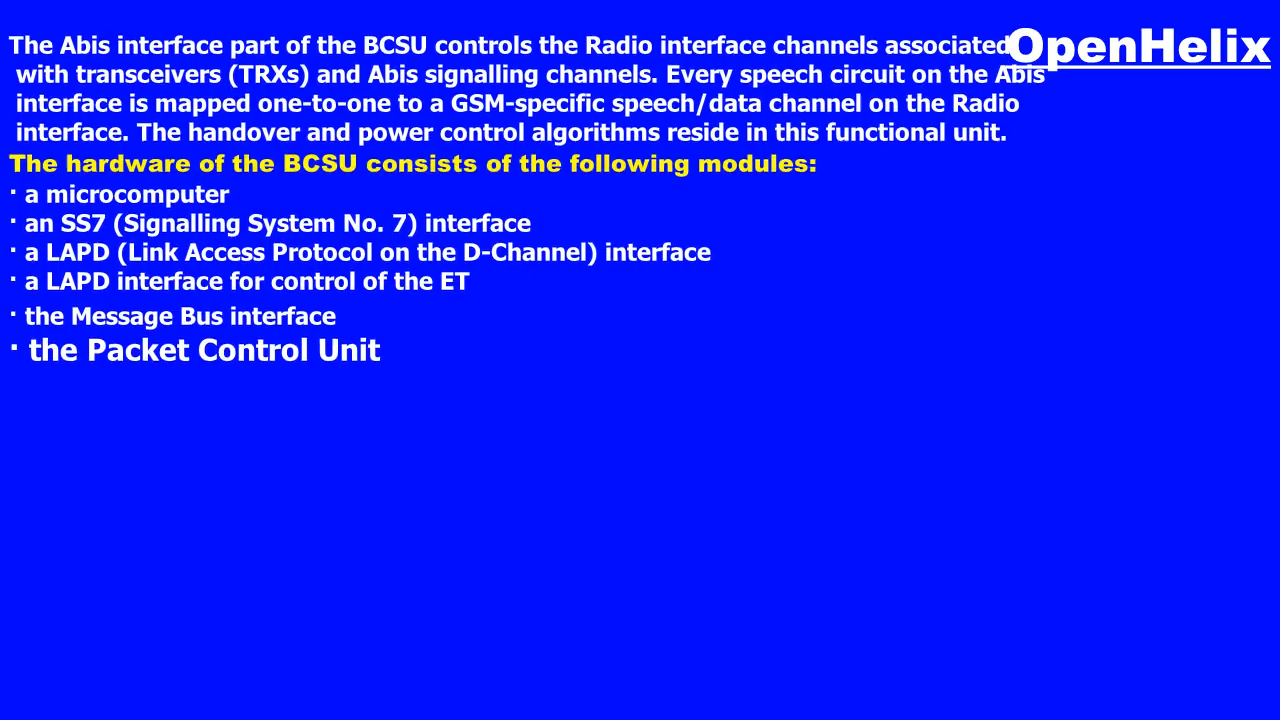 OpenHelix
The Abis interface part of the BCSU controls the Radio interface channels associated
with transceivers (TRXs) and Abis signalling channels. Every speech circuit on the Abis
interface is mapped one-to-one to a GSM-specific speech/data channel on the Radio
interface. The handover and power control algorithms reside in this functional unit.
The hardware of the BCSU consists of the following modules:
· a microcomputer
· an SS7 (Signalling System No. 7) interface
· a LAPD (Link Access Protocol on the D-Channel) interface
· a LAPD interface for control of the ET
· the Message Bus interface
· the Packet Control Unit